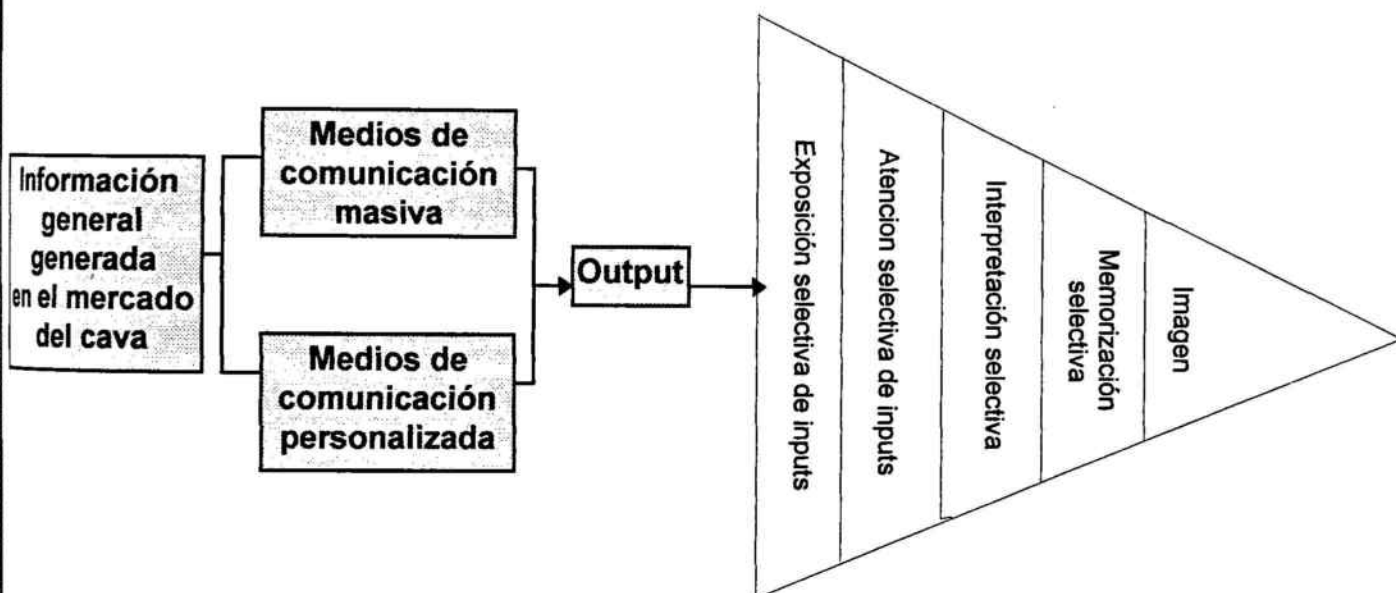 Información
general
generada
en el mercado
del cava
Medios de
comunicación
masiva
Medios de
comunicación
personalizada
Output
Exposición selectiva de inputs
Atencion selectiva de inputs
Interpretación selectiva
Memorización
selectiva
Imagen